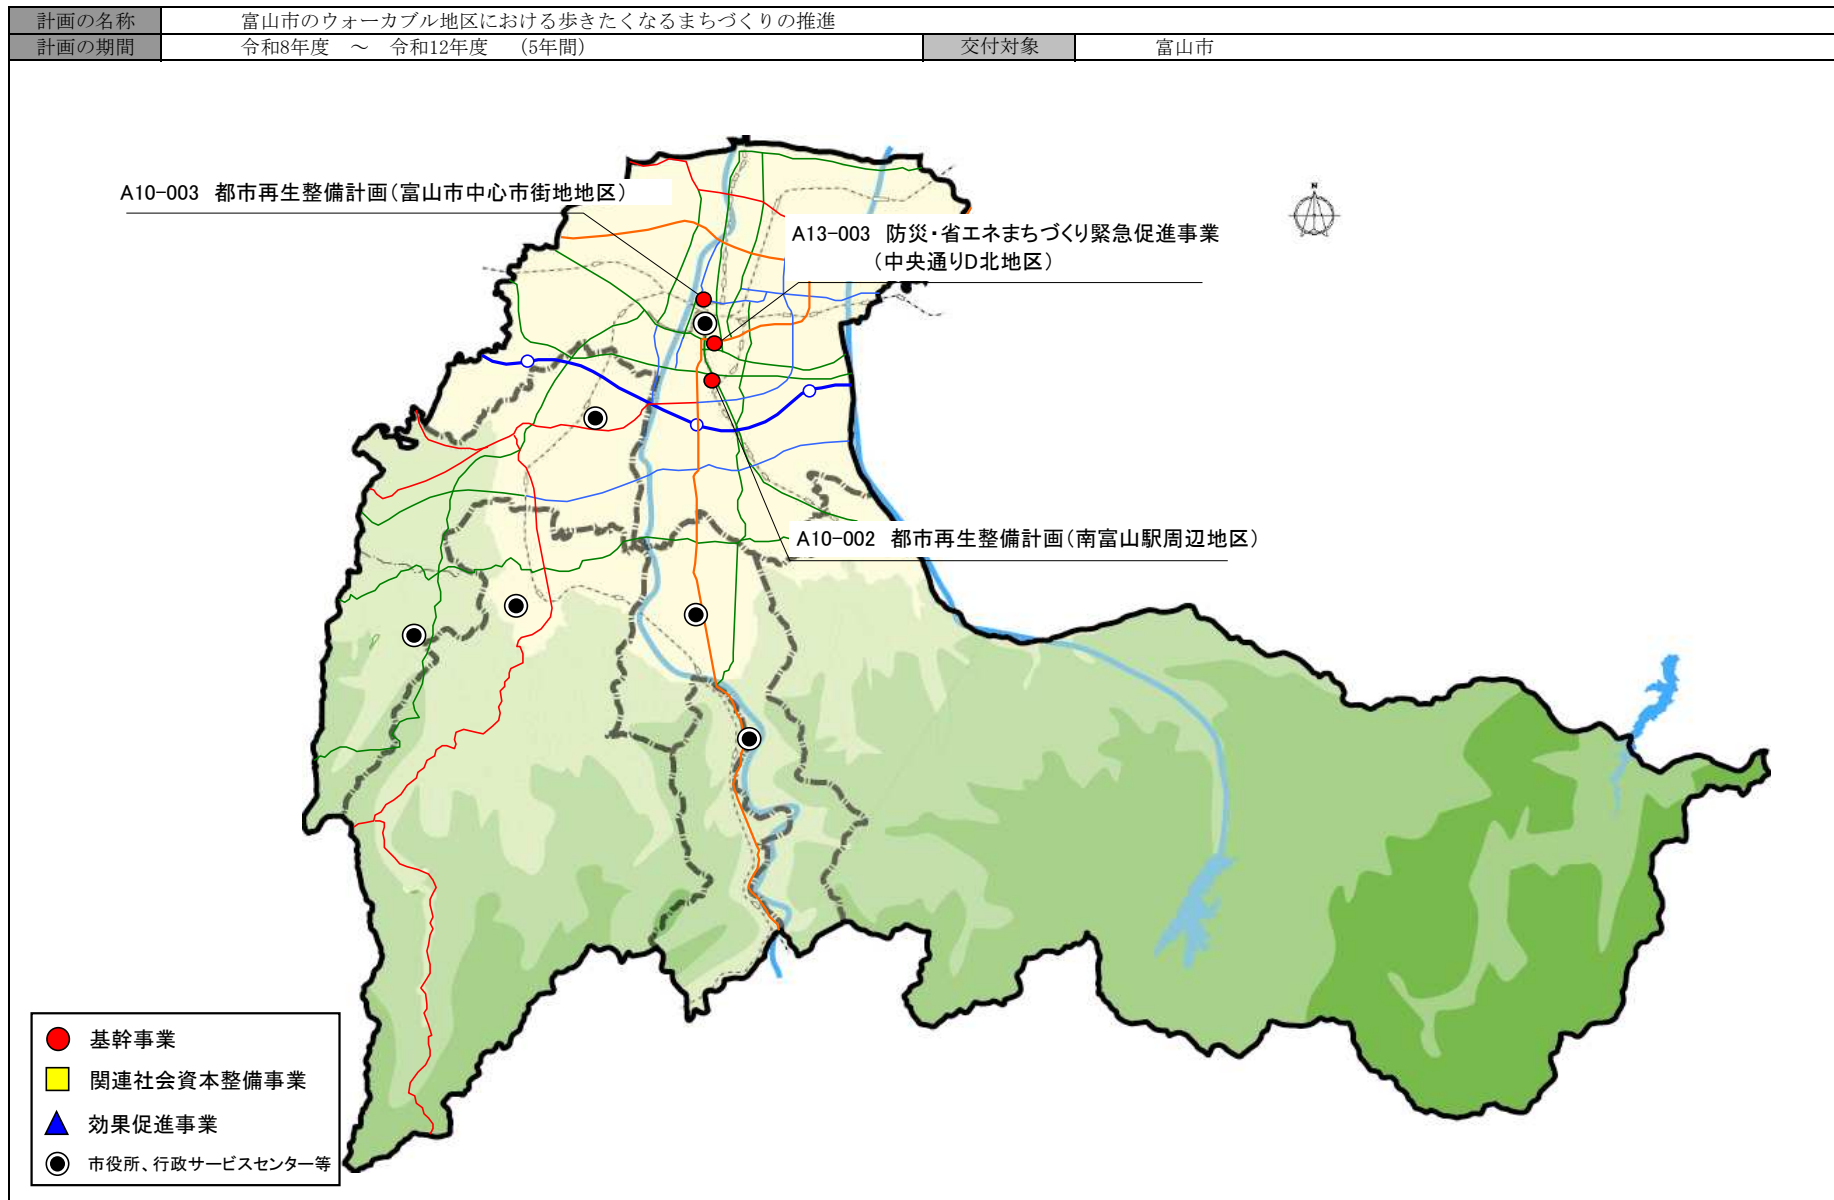 計画の名称 富山市のウォーカブル地区における歩きたくなるまちづくりの推進
計画の期間 令和8年度 ~ 令和12年度 (5年間) 交付対象 富山市
A10-003 都市再生整備計画(富山市中心市街地地区)
N
A13-003 防災・省エネまちづくり緊急促進事業
(中央通りD北地区)
A10-002 都市再生整備計画(南富山駅周辺地区)
基幹事業
関連社会資本整備事業
効果促進事業
市役所、行政サービスセンター等